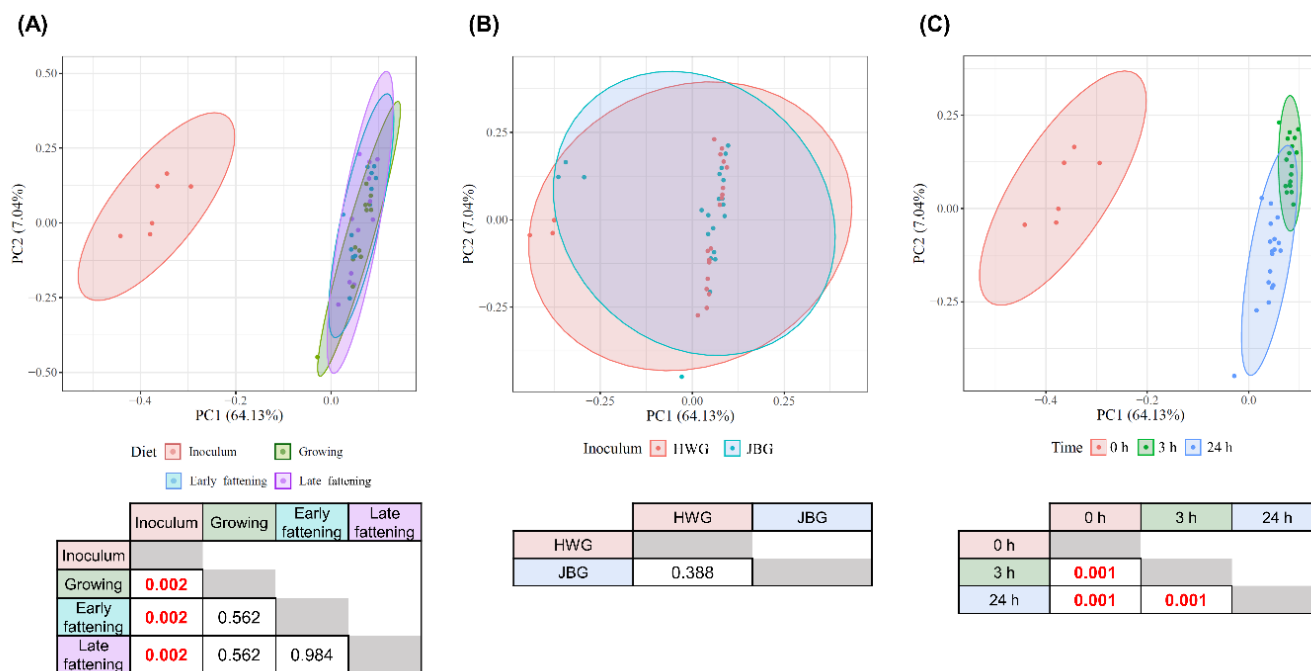 (A)
0.50
0.25
0.00
−0.25
−0.50
PC2 (7.04%)
−0.4
−0.2
0.0
PC1 (64.13%)
Diet
Inoculum
Growing
Early fattening
Late fattening
Inoculum
Growing
Early
fattening
Late
fattening
Inoculum
Growing
0.002
Early
fattening
0.002
0.562
Late
fattening
0.002
0.562
0.984
(B)
0.25
0.00
−0.25
PC2 (7.04%)
−0.25
0.00
0.25
PC1 (64.13%)
Inoculum
HWG
JBG
HWG
JBG
HWG
JBG
0.388
(C)
0.25
0.00
−0.25
PC2 (7.04%)
−0.4
−0.2
0.0
PC1 (64.13%)
Time
0 h
3 h
24 h
0 h
3 h
24 h
0 h
3 h
0.001
24 h
0.001
0.001